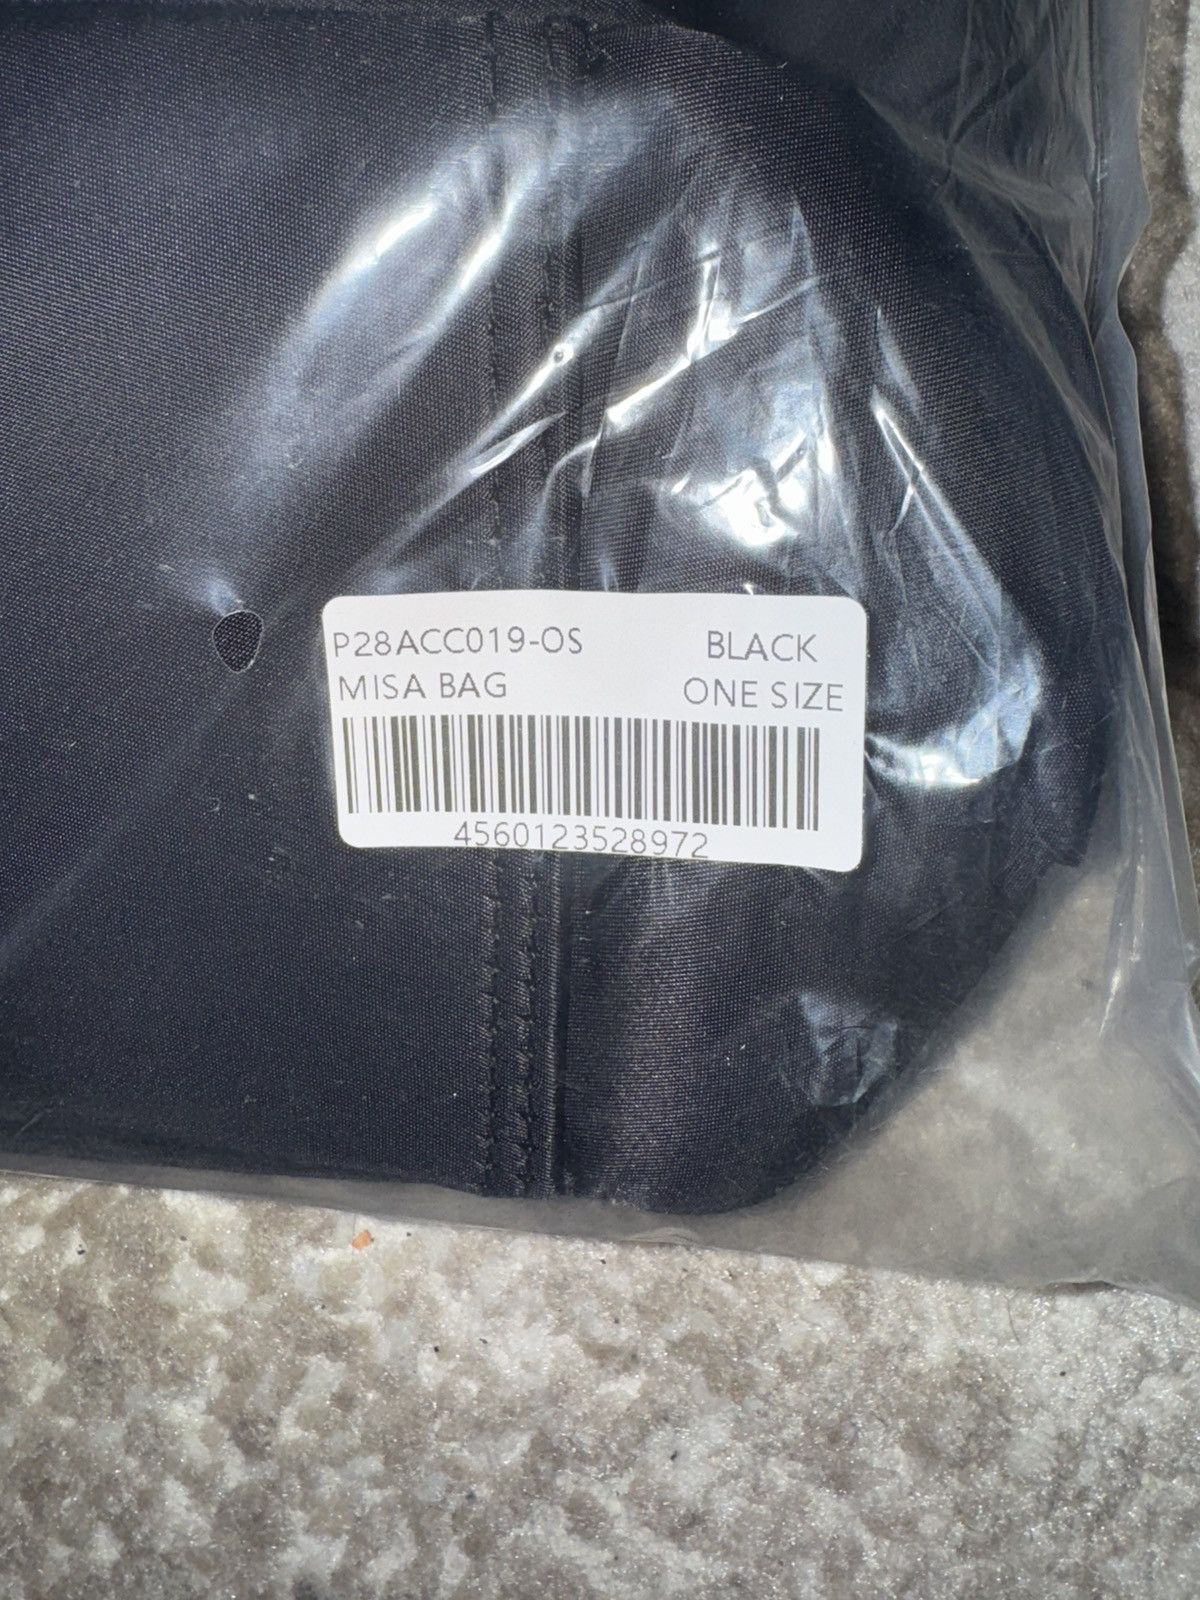 P28ACC019-OS BLACK
MISA BAG ONE SIZE
4560123528972